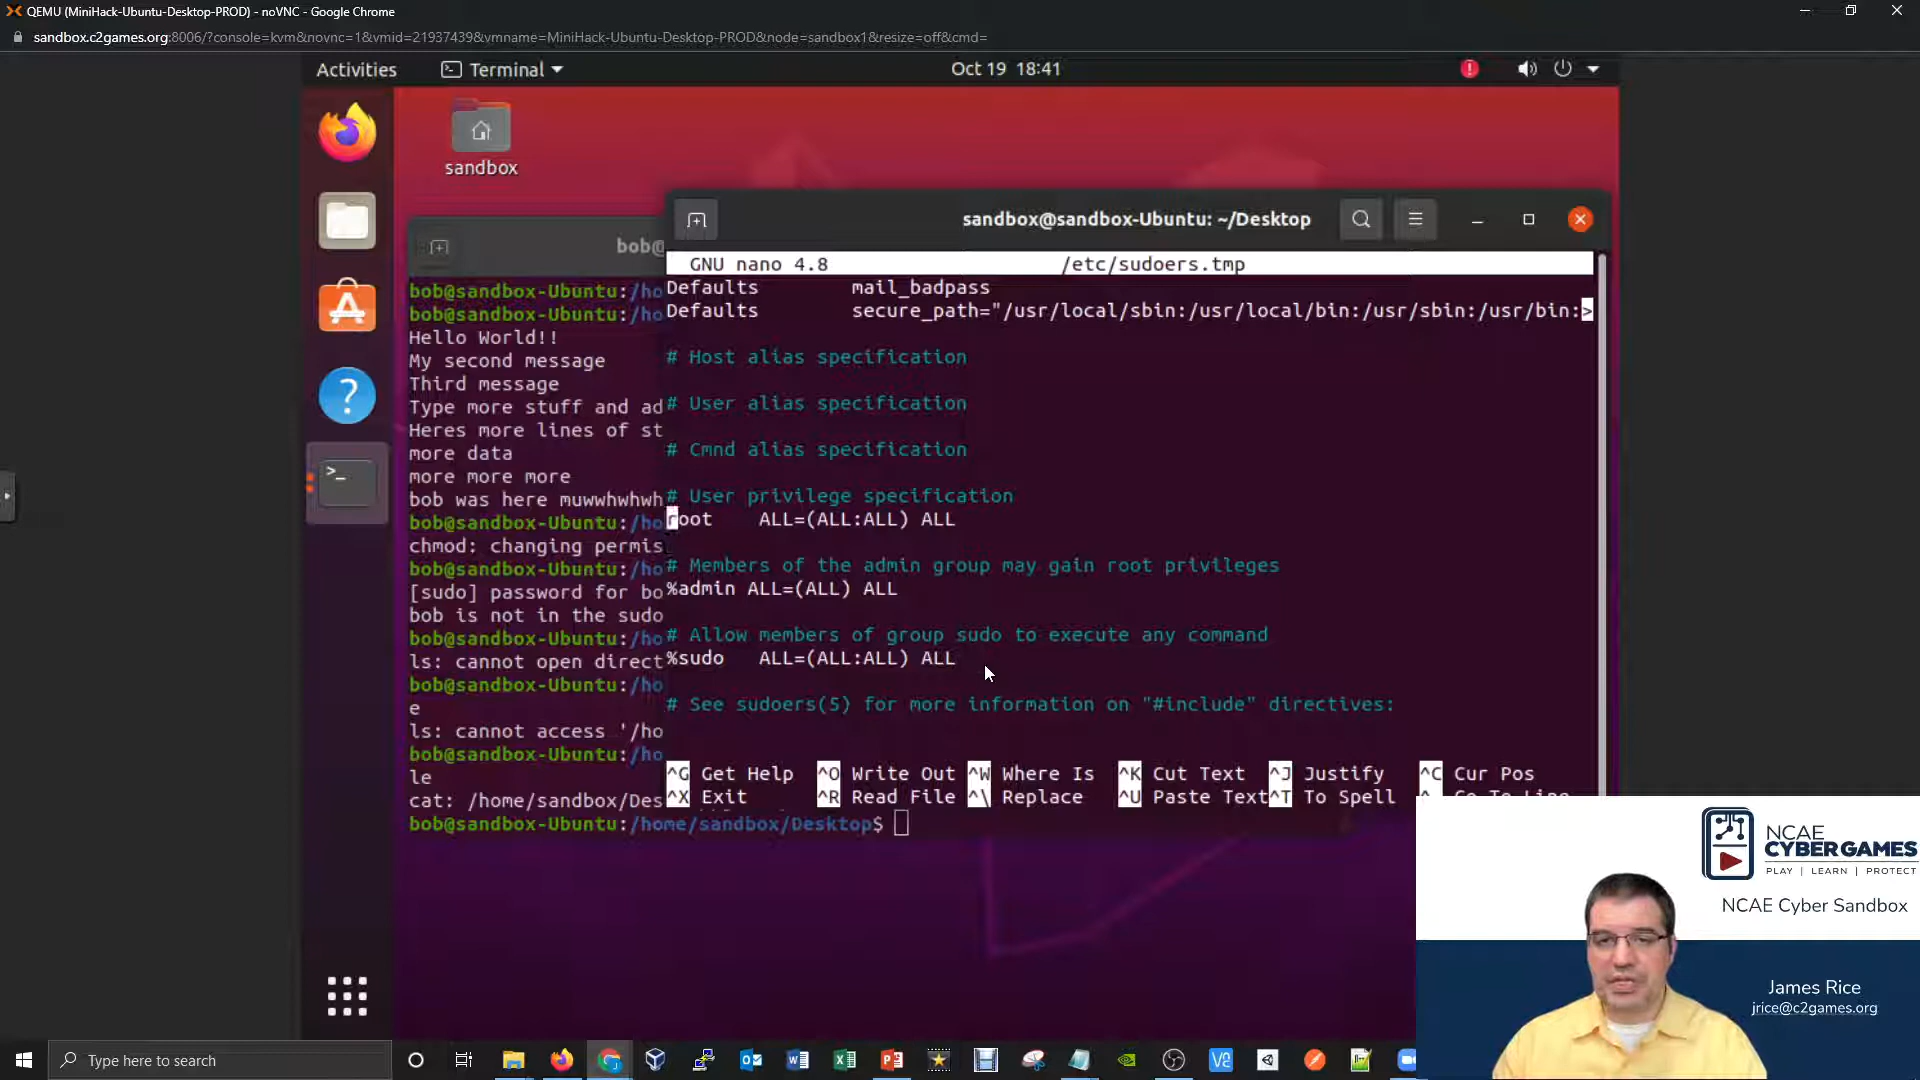 QEMU (MiniHack-Ubuntu-Desktop-PROD) - noVNC - Google Chrome
sandbox.c2games.org:8006/?console=kvm&novnc=1&vmid=21937439&vmname=MiniHack-Ubuntu-Desktop-PROD&node=sandbox1&resize=off&cmd=
Activities Terminal Oct 19 18:41
sandbox
bob@
bob@sandbox-Ubuntu:/ho
bob@sandbox-Ubuntu:/ho
Hello World!!
My second message
Third message
Type more stuff and ad
Heres more lines of st
more data
more more more
bob was here muwwhwhwh
bob@sandbox-Ubuntu:/ho
chmod: changing permis
bob@sandbox-Ubuntu:/ho
[sudo] password for bo
bob is not in the sudo
bob@sandbox-Ubuntu:/ho
ls: cannot open direct
bob@sandbox-Ubuntu:/ho
e
ls: cannot access '/ho
bob@sandbox-Ubuntu:/ho
le
cat: /home/sandbox/Des
bob@sandbox-Ubuntu:/home/sandbox/Desktop$
sandbox@sandbox-Ubuntu: ~/Desktop
GNU nano 4.8 /etc/sudoers.tmp
Defaults mail_badpass
Defaults secure_path="/usr/local/sbin:/usr/local/bin:/usr/sbin:/usr/bin:>
# Host alias specification
# User alias specification
# Cmnd alias specification
# User privilege specification
root ALL=(ALL:ALL) ALL
# Members of the admin group may gain root privileges
%admin ALL=(ALL) ALL
# Allow members of group sudo to execute any command
%sudo ALL=(ALL:ALL) ALL
# See sudoers(5) for more information on "#include" directives:
^G Get Help ^O Write Out ^W Where Is ^K Cut Text ^J Justify ^C Cur Pos
^X Exit ^R Read File ^\ Replace ^U Paste Text ^T To Spell
NCAE
CYBERGAMES
PLAY | LEARN | PROTECT
NCAE Cyber Sandbox
James Rice
jrice@c2games.org
Type here to search